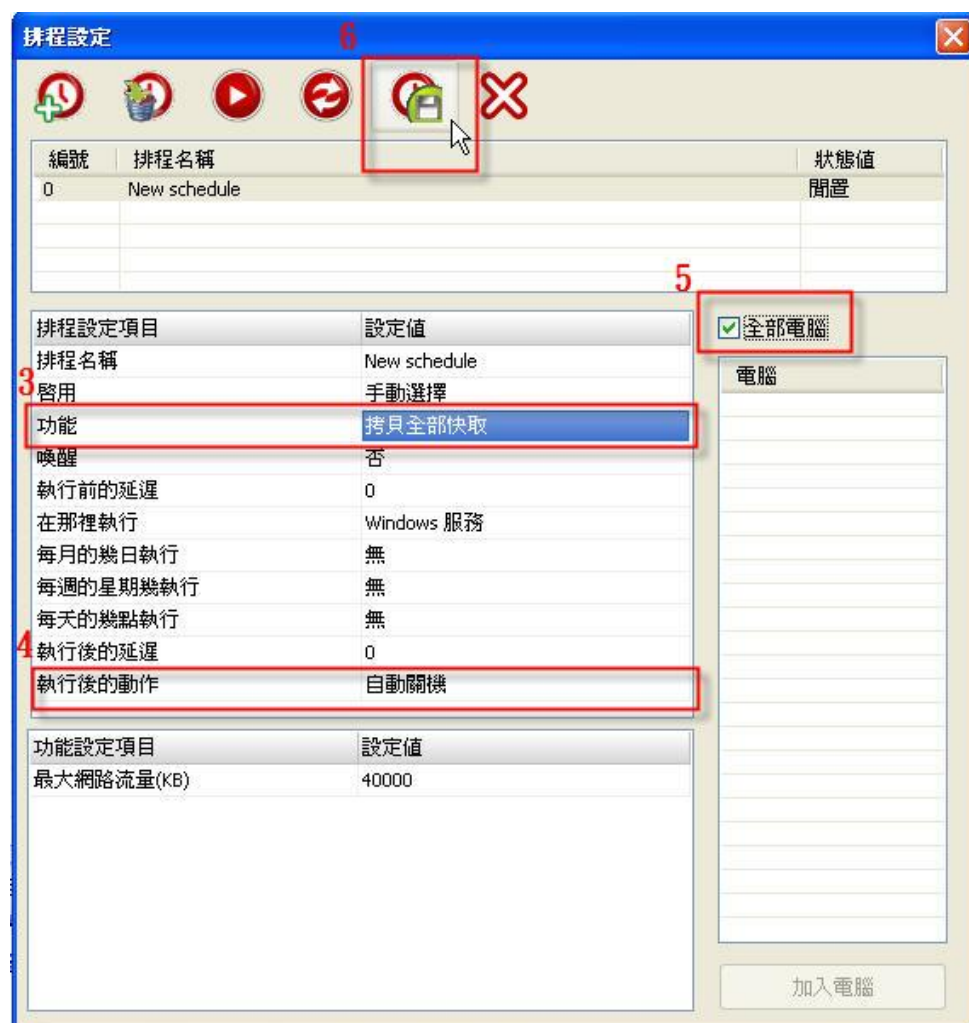 排程設定
6
編號 排程名稱 狀態值
0 New schedule 閒置
5
排程設定項目 設定值
全部電腦
排程名稱 New schedule
電腦
3
啓用 手動選擇
功能 拷貝全部快取
喚醒 否
執行前的延遲 0
在那裡執行 Windows 服務
每月的幾日執行 無
每週的星期幾執行 無
每天的幾點執行 無
4
執行後的延遲 0
執行後的動作 自動關機
功能設定項目 設定值
最大網路流量(KB) 40000
加入電腦